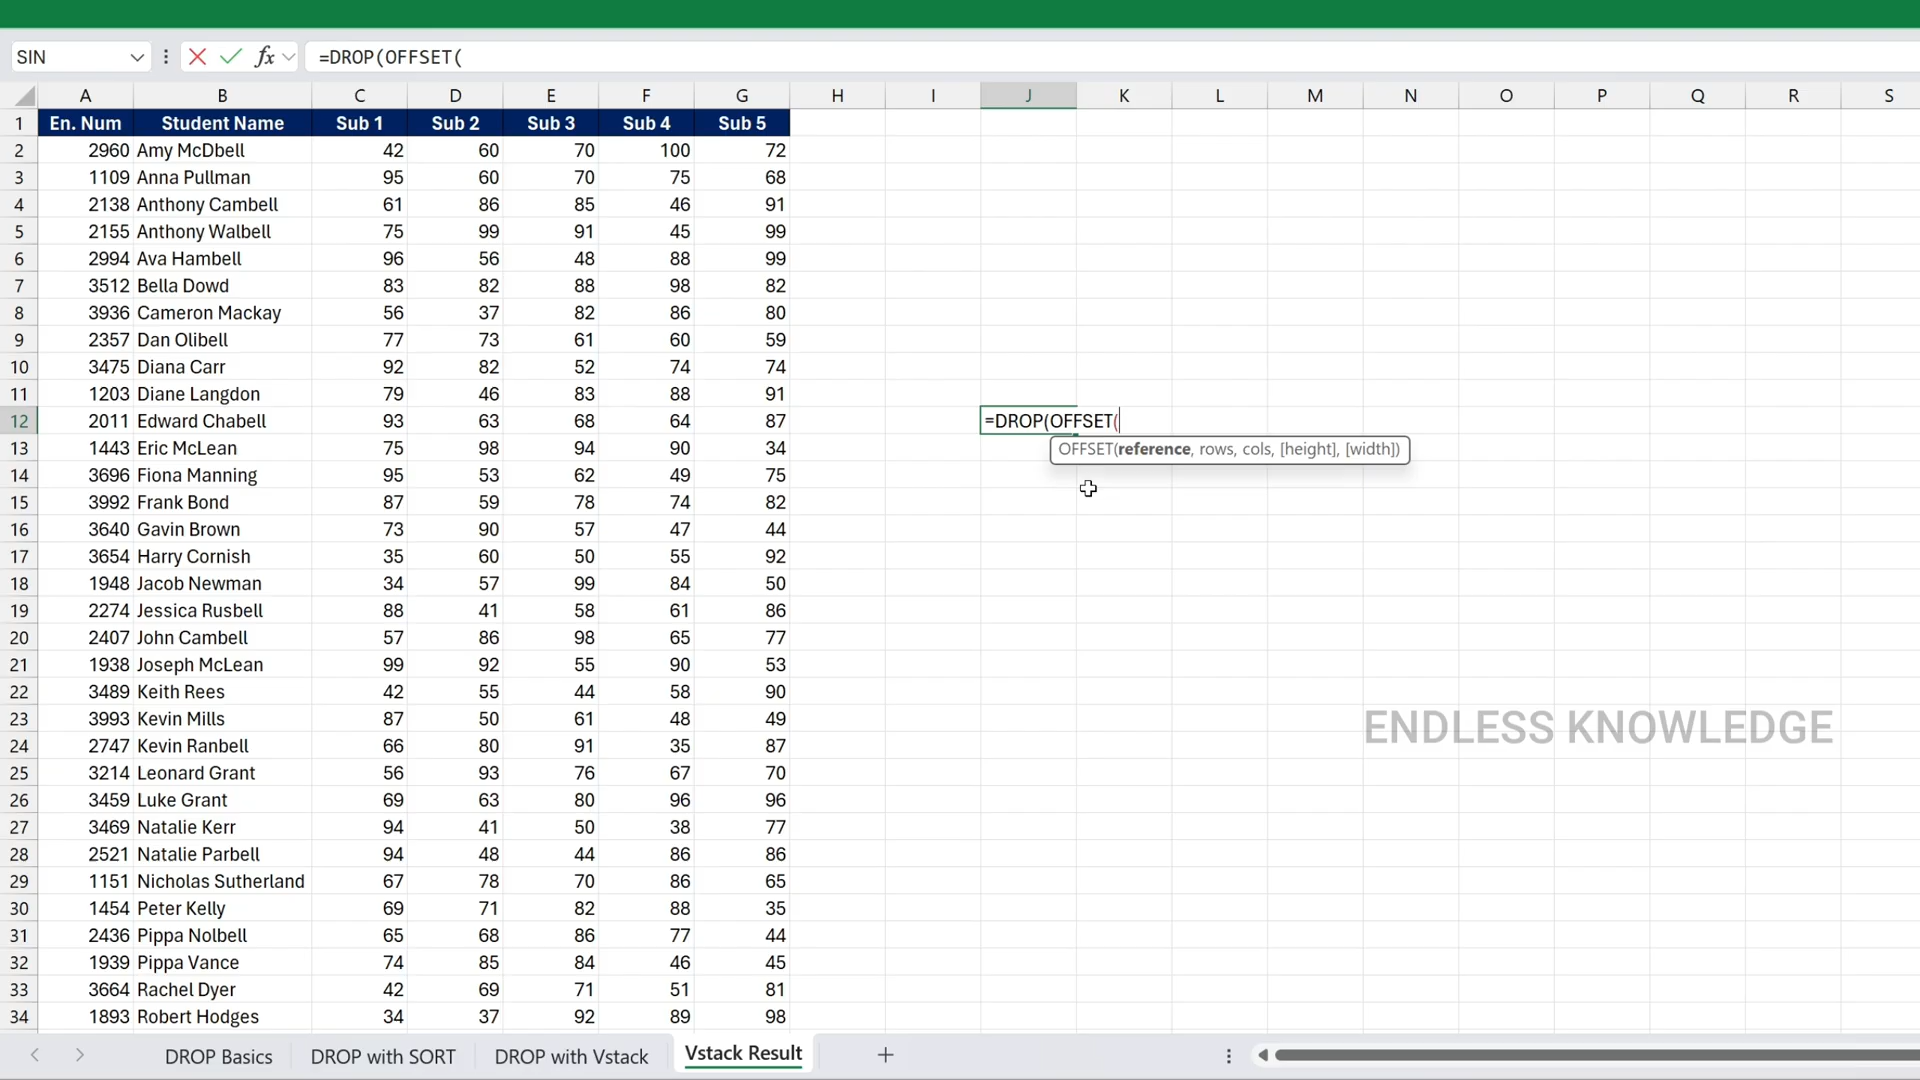 SIN
fx
=DROP(OFFSET(
A B C D E F G H I J K L M N O P Q R S
1 En. Num Student Name Sub 1 Sub 2 Sub 3 Sub 4 Sub 5
2 2960 Amy McDbell 42 60 70 100 72
3 1109 Anna Pullman 95 60 70 75 68
4 2138 Anthony Cambell 61 86 85 46 91
5 2155 Anthony Walbell 75 99 91 45 99
6 2994 Ava Hambell 96 56 48 88 99
7 3512 Bella Dowd 83 82 88 98 82
8 3936 Cameron Mackay 56 37 82 86 80
9 2357 Dan Olibell 77 73 61 60 59
10 3475 Diana Carr 92 82 52 74 74
11 1203 Diane Langdon 79 46 83 88 91
12 2011 Edward Chabell 93 63 68 64 87 =DROP(OFFSET(
13 1443 Eric McLean 75 98 94 90 34 OFFSET(reference, rows, cols, [height], [width])
14 3696 Fiona Manning 95 53 62 49 75
15 3992 Frank Bond 87 59 78 74 82
16 3640 Gavin Brown 73 90 57 47 44
17 3654 Harry Cornish 35 60 50 55 92
18 1948 Jacob Newman 34 57 99 84 50
19 2274 Jessica Rusbell 88 41 58 61 86
20 2407 John Cambell 57 86 98 65 77
21 1938 Joseph McLean 99 92 55 90 53
22 3489 Keith Rees 42 55 44 58 90
23 3993 Kevin Mills 87 50 61 48 49
ENDLESS KNOWLEDGE
24 2747 Kevin Ranbell 66 80 91 35 87
25 3214 Leonard Grant 56 93 76 67 70
26 3459 Luke Grant 69 63 80 96 96
27 3469 Natalie Kerr 94 41 50 38 77
28 2521 Natalie Parbell 94 48 44 86 86
29 1151 Nicholas Sutherland 67 78 70 86 65
30 1454 Peter Kelly 69 71 82 88 35
31 2436 Pippa Nolbell 65 68 86 77 44
32 1939 Pippa Vance 74 85 84 46 45
33 3664 Rachel Dyer 42 69 71 51 81
34 1893 Robert Hodges 34 37 92 89 98
DROP Basics DROP with SORT DROP with Vstack Vstack Result